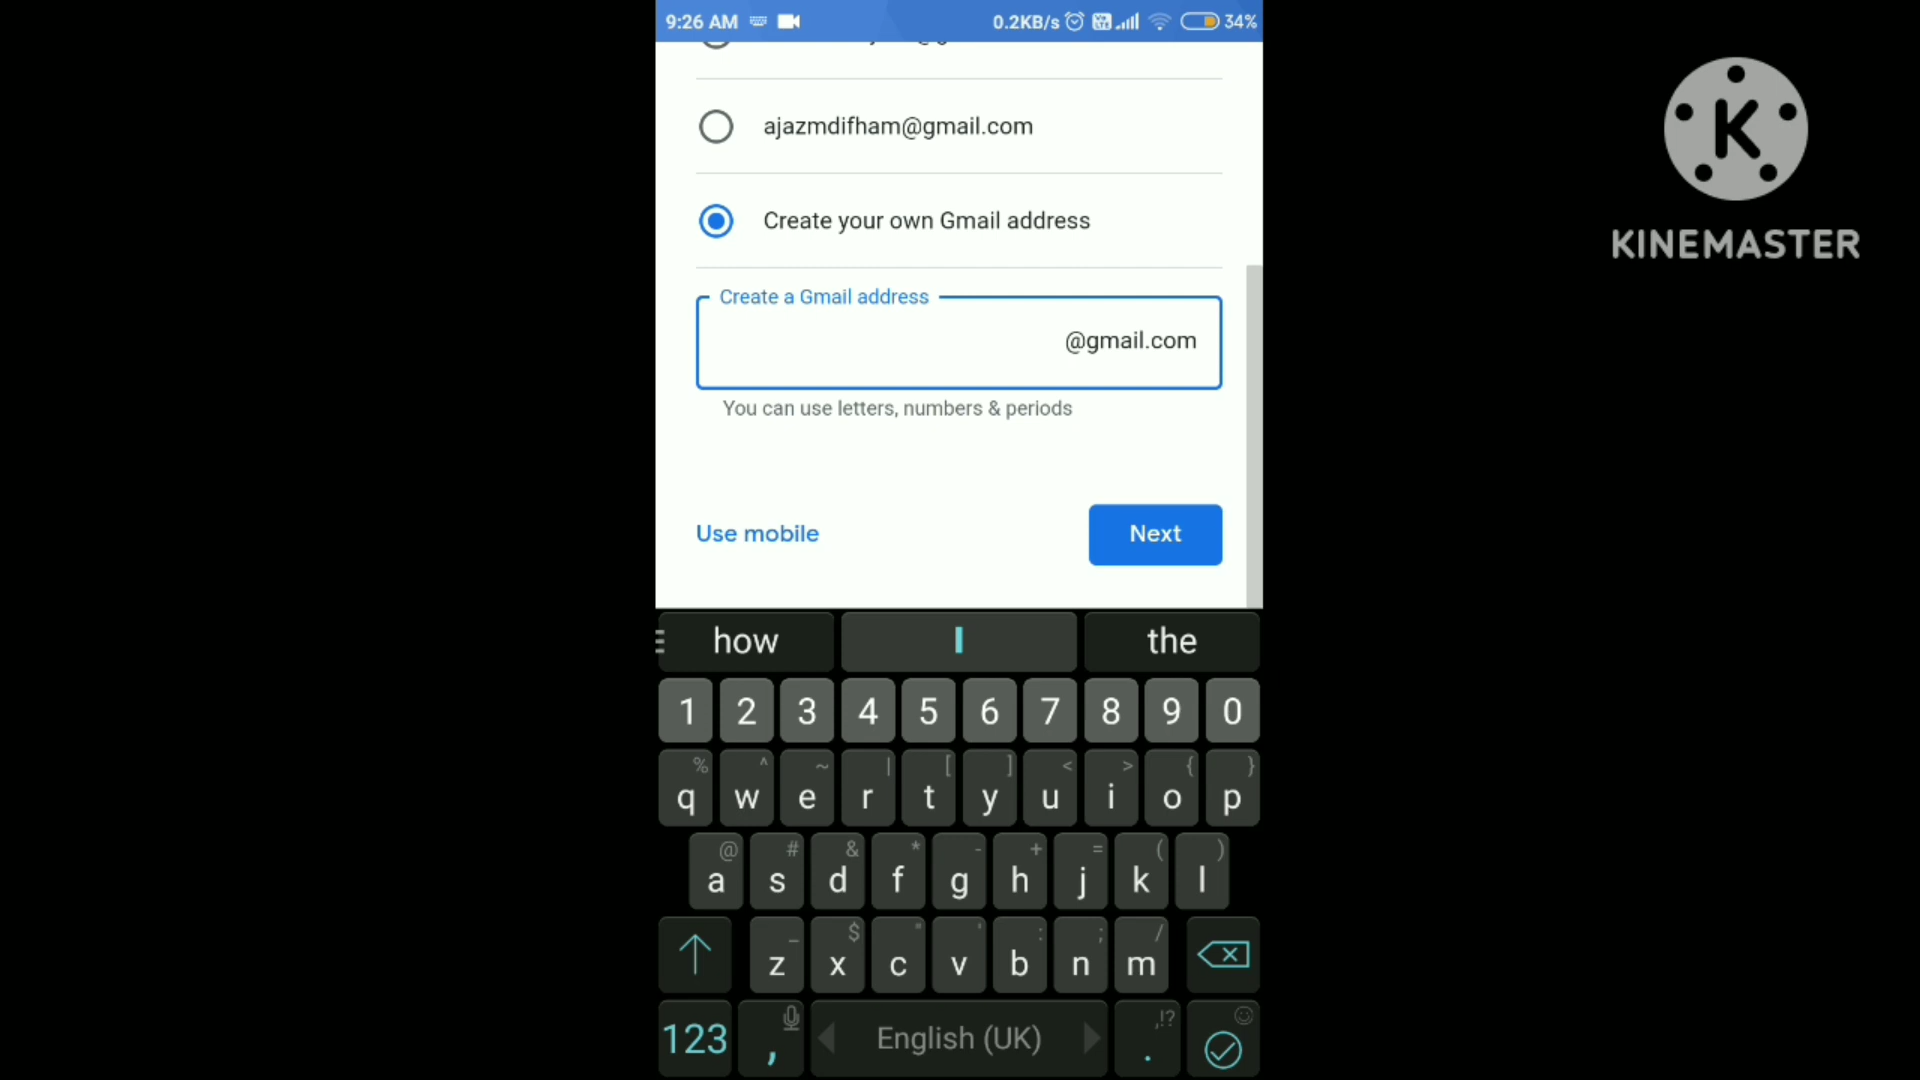 9:26 AM 0.2KB/s 34%
ajazmdifham@gmail.com
Create your own Gmail address
Create a Gmail address
@gmail.com
You can use letters, numbers & periods
Use mobile Next
how I the
1 2 3 4 5 6 7 8 9 0
% ^ ~ | [ ] < > { }
q w e r t y u i o p
@ # & * - + = ( )
a s d f g h j k l
_ $ " ' : ; /
z x c v b n m
,!?
123 , English (UK) .
K
KINEMASTER